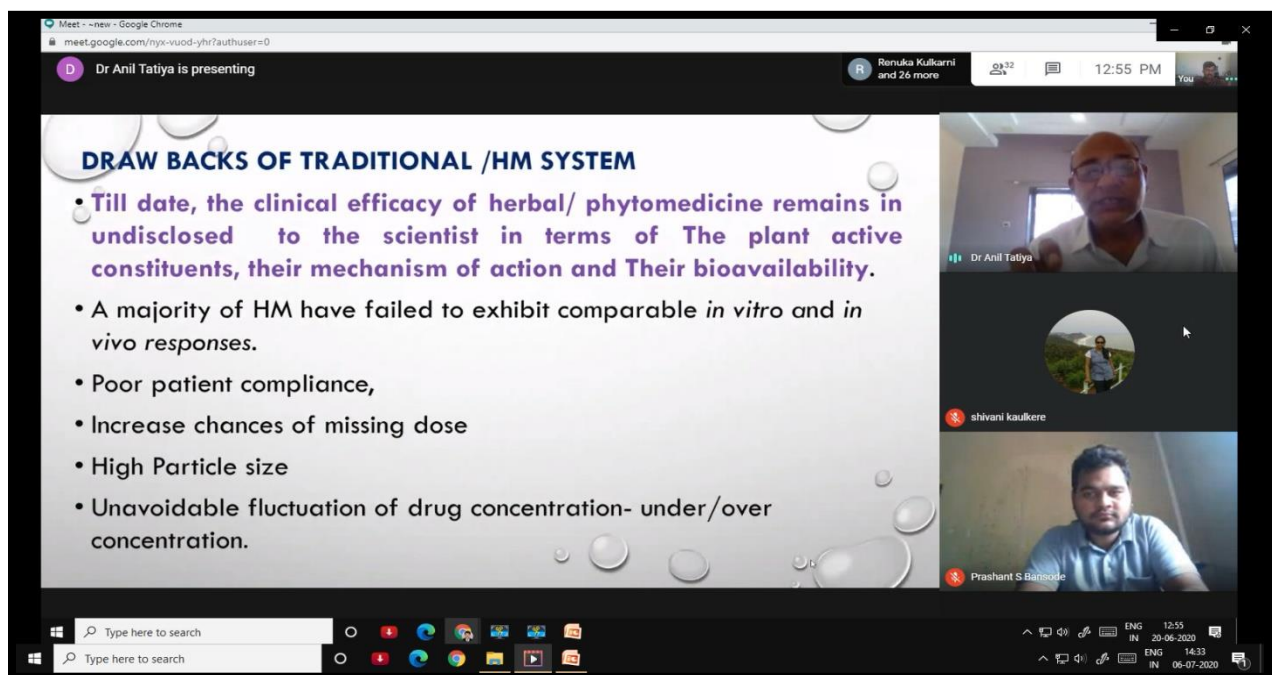 Meet - ~new - Google Chrome
meet.google.com/nyx-vuod-yhr?authuser=0
D Dr Anil Tatiya is presenting
R Renuka Kulkarni
and 26 more
32
12:55 PM
You
DRAW BACKS OF TRADITIONAL /HM SYSTEM
• Till date, the clinical efficacy of herbal/ phytomedicine remains in
undisclosed to the scientist in terms of The plant active
constituents, their mechanism of action and Their bioavailability.
• A majority of HM have failed to exhibit comparable in vitro and in
vivo responses.
• Poor patient compliance,
• Increase chances of missing dose
• High Particle size
• Unavoidable fluctuation of drug concentration- under/over
concentration.
Dr Anil Tatiya
shivani kaulkere
Prashant S Bansode
Type here to search
ENG 12:55
IN 20-06-2020
Type here to search
ENG 14:33
IN 06-07-2020
1